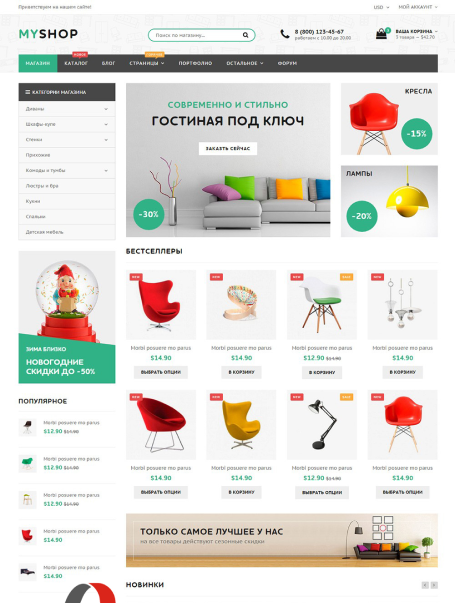 Приветствуем на нашем сайте!
USD
МОЙ АККАУНТ
MYSHOP
Поиск по магазину...
8 (800) 125-45-67
работаем с 10.00 до 20.00
ВАША КОРЗИНА
3 товара — $41.70
МАГАЗИН
КАТАЛОГ
БЛОГ
СТРАНИЦЫ
ПОРТФОЛИО
ОСТАЛЬНОЕ
ФОРУМ
КАТЕГОРИИ МАГАЗИНА
Диваны
Шкафы-купе
Стенки
Прихожие
Комоды и тумбы
Люстры и бра
Кухни
Спальни
Детская мебель
СОВРЕМЕННО И СТИЛЬНО
ГОСТИНАЯ ПОД КЛЮЧ
ЗАКАЗТЬ СЕЙЧАС
-30%
КРЕСЛА
-15%
ЛАМПЫ
-20%
ЗИМА БЛИЗКО
НОВОГОДНИЕ
СКИДКИ ДО -50%
ПОПУЛЯРНОЕ
Morbi posuere mo parus
$12.90 $14.90
Morbi posuere mo parus
$12.90 $14.90
Morbi posuere mo parus
$12.90 $14.90
Morbi posuere mo parus
$14.90
Morbi posuere mo parus
$14.90
БЕСТСЕЛЛЕРЫ
NEW
NEW
NEW
SALE
NEW
Morbi posuere mo parus
Morbi posuere mo parus
Morbi posuere mo parus
Morbi posuere mo parus
$14.90
$14.90
$12.90 $14.90
$14.90
ВЫБРАТЬ ОПЦИИ
В КОРЗИНУ
В КОРЗИНУ
В КОРЗИНУ
NEW
NEW
NEW
SALE
NEW
Morbi posuere mo parus
Morbi posuere mo parus
Morbi posuere mo parus
Morbi posuere mo parus
$14.90
$14.90
$12.90 $14.90
$14.90
ВЫБРАТЬ ОПЦИИ
В КОРЗИНУ
ВЫБРАТЬ ОПЦИИ
ВЫБРАТЬ ОПЦИИ
ТОЛЬКО САМОЕ ЛУЧШЕЕ У НАС
на все товары действуют сезонные скидки
НОВИНКИ